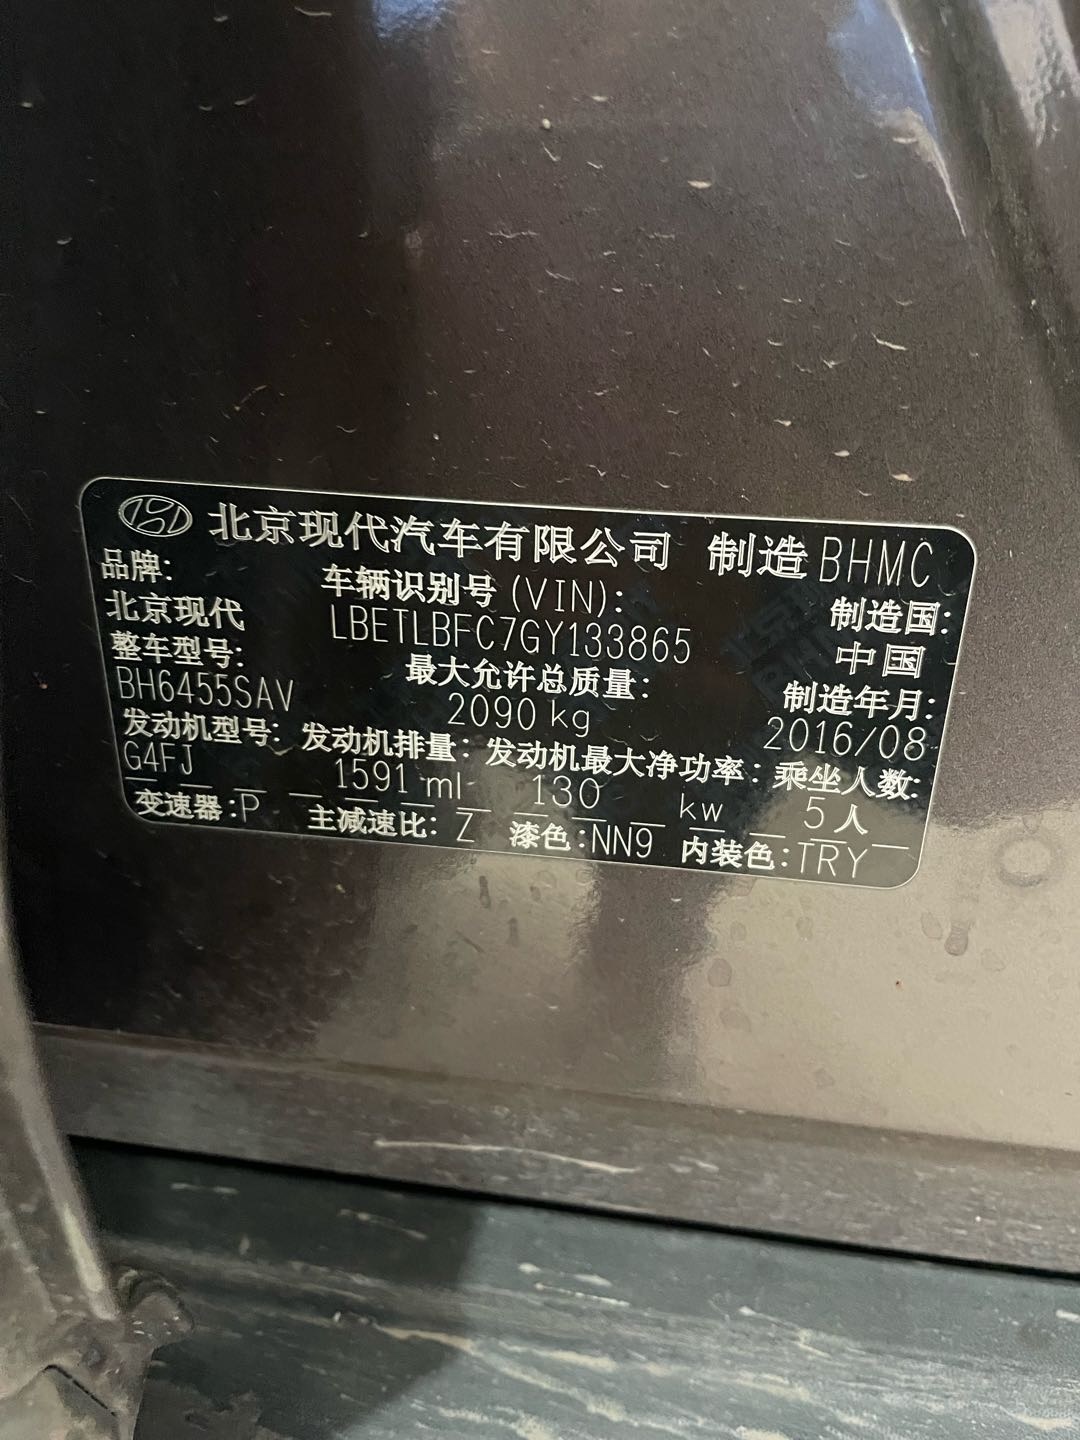 北京现代汽车有限公司 制造 BHMC
品牌: 车辆识别号 (VIN): 制造国:
北京现代 LBETLBFC7GY133865 中国
整车型号: 最大允许总质量: 制造年月:
BH6455SAV 2090 kg 2016/08
发动机型号: 发动机排量: 发动机最大净功率: 乘坐人数:
G4FJ 1591 ml 130 kw 5人
变速器:P 主减速比: Z 漆色:NN9 内装色:TRY